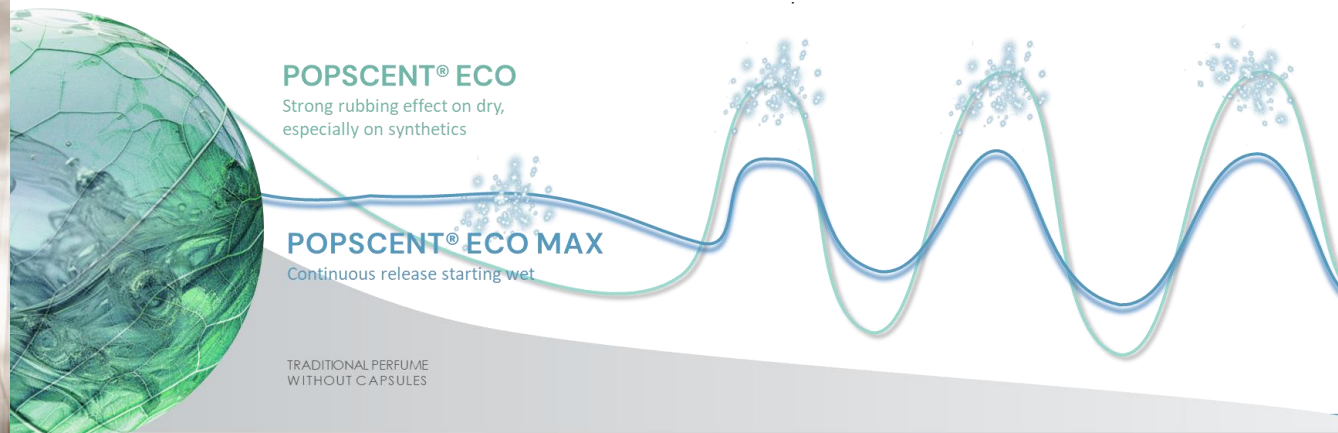 POPSCENT® ECO
Strong rubbing effect on dry,
especially on synthetics
POPSCENT® ECO MAX
Continuous release starting wet
TRADITIONAL PERFUME
WITHOUT CAPSULES